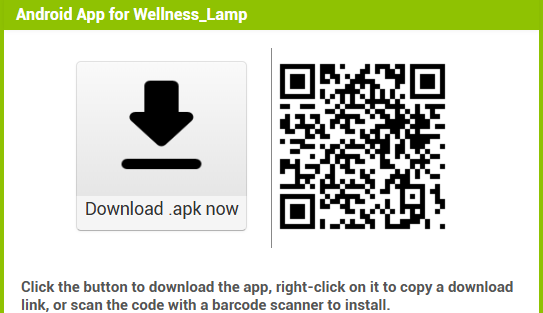 Android App for Wellness_Lamp
Download .apk now
Click the button to download the app, right-click on it to copy a download
link, or scan the code with a barcode scanner to install.